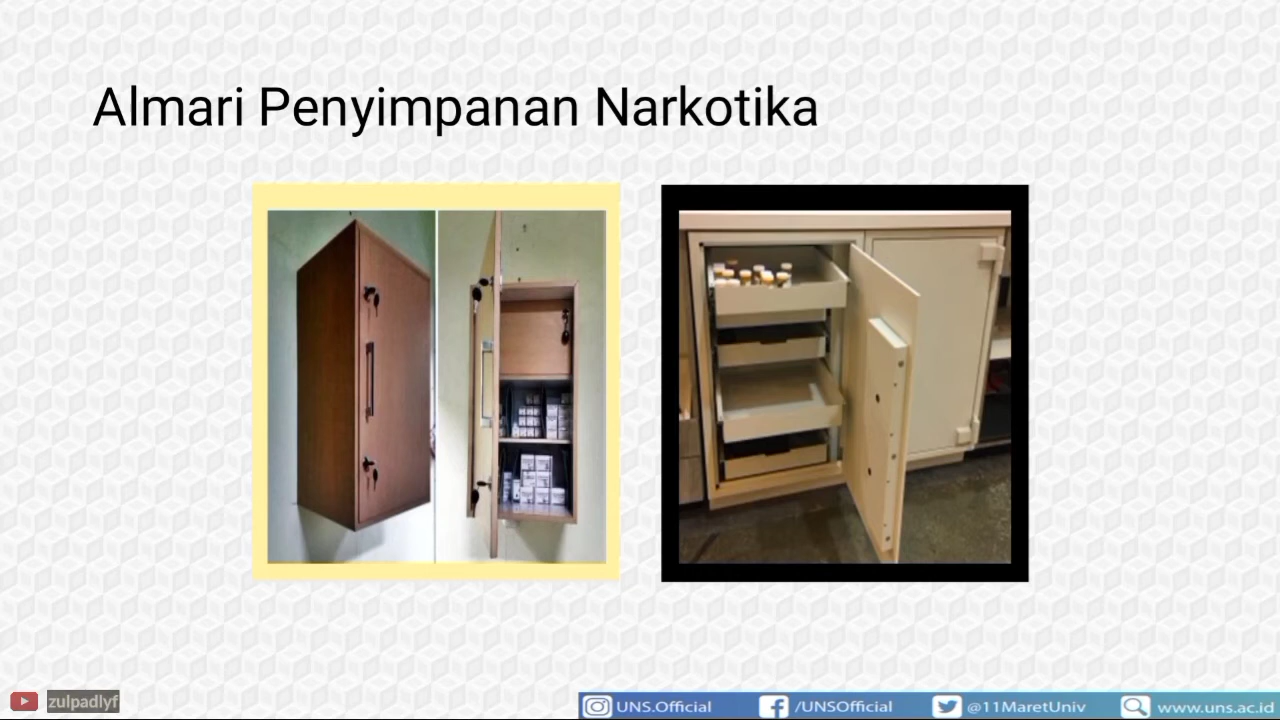 Almari Penyimpanan Narkotika
zulpadlyf
UNS.Official
/UNSOfficial
@11MaretUniv
www.uns.ac.id